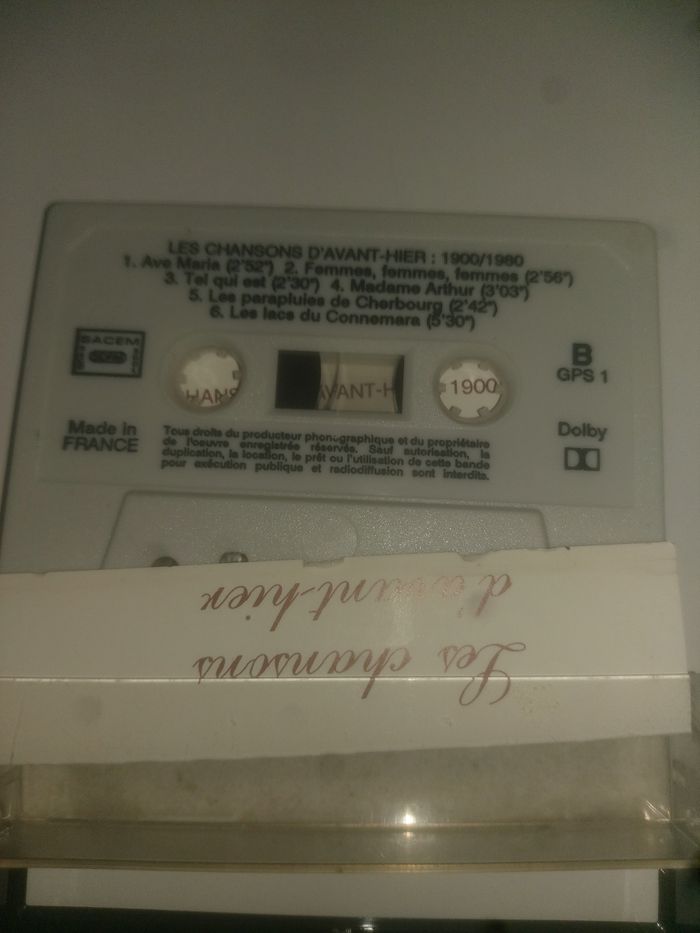 LES CHANSONS D'AVANT-HIER : 1900/1980
1. Ave Maria (2'52") 2. Femmes, femmes, femmes (2'56")
3. Tel qui est (2'30") 4. Madame Arthur (3'03")
5. Les parapluies de Cherbourg (2'42")
6. Les lacs du Connemara (5'30")
SACEM
B
GPS 1
HANS
AVANT-H
1900
Made in
FRANCE
Tous droits du producteur phonographique et du propriétaire
de l'oeuvre enregistrée réservés. Sauf autorisation, la
duplication, la location, le prêt ou l'utilisation de cette bande
pour exécution publique et radiodiffusion sont interdits.
Dolby
Les chansons
d'avant-hier